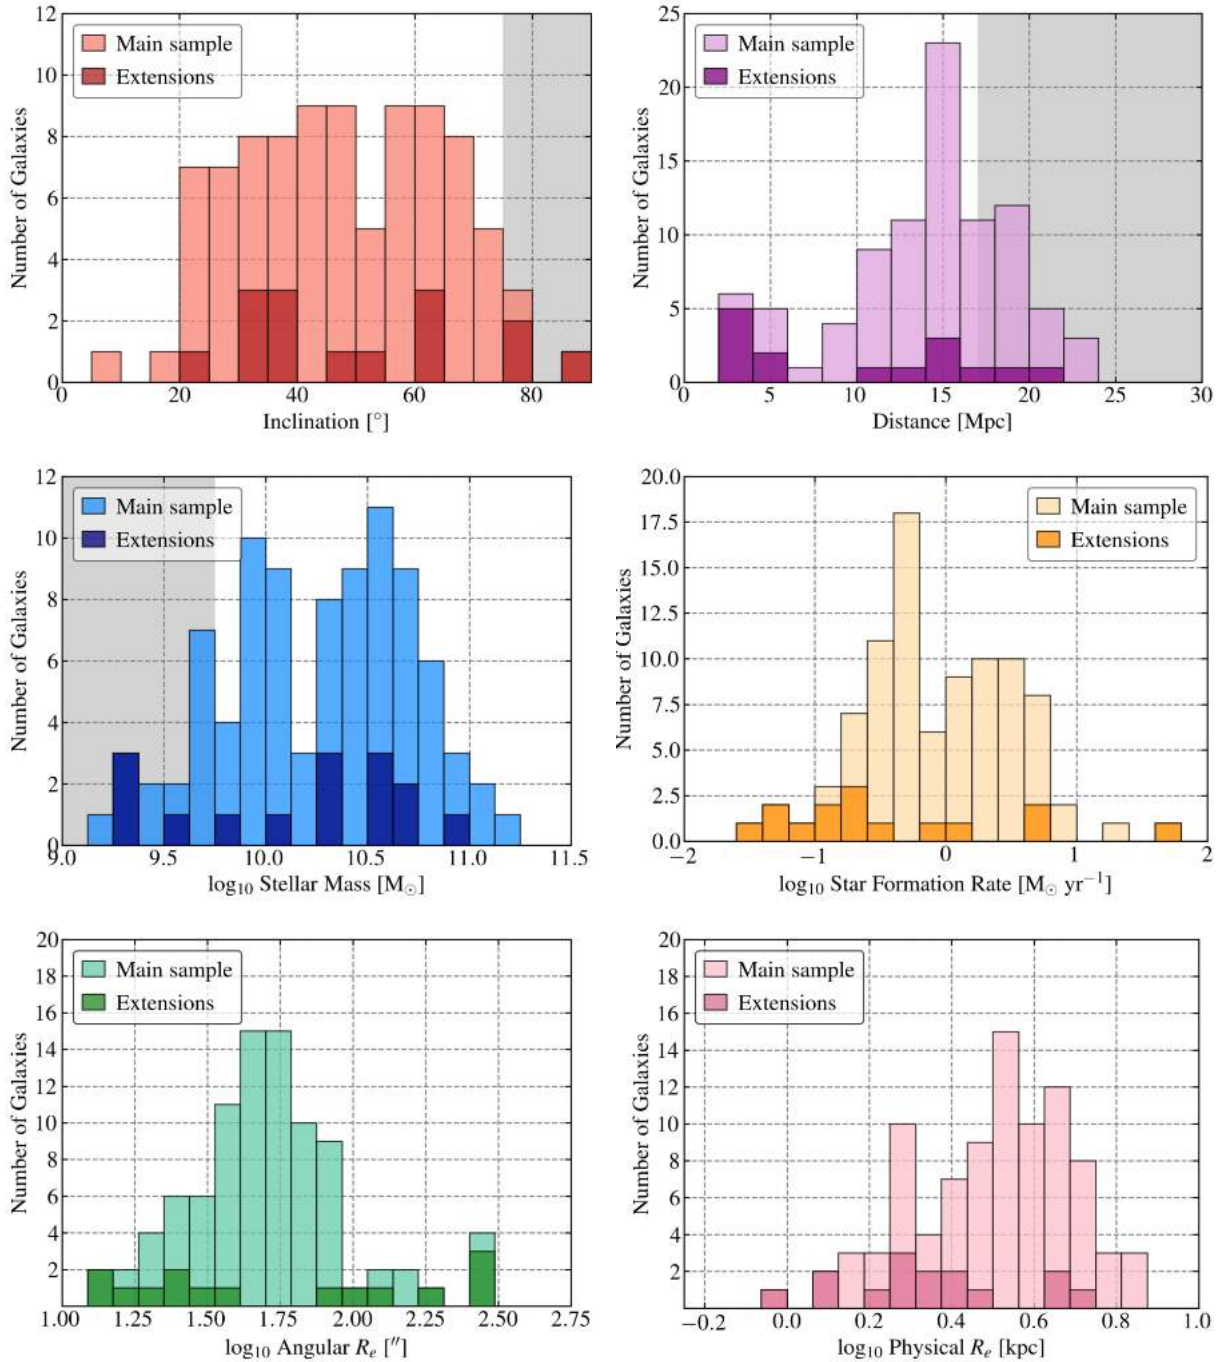 12
10
8
6
4
2
0
Number of Galaxies
Main sample
Extensions
0 20 40 60 80
Inclination [°]
25
20
15
10
5
0
Number of Galaxies
Main sample
Extensions
0 5 10 15 20 25 30
Distance [Mpc]
12
10
8
6
4
2
0
Number of Galaxies
Main sample
Extensions
9.0 9.5 10.0 10.5 11.0 11.5
log₁₀ Stellar Mass [M⊙]
20.0
17.5
15.0
12.5
10.0
7.5
5.0
2.5
0.0
Number of Galaxies
Main sample
Extensions
−2 −1 0 1 2
log₁₀ Star Formation Rate [M⊙ yr⁻¹]
20
18
16
14
12
10
8
6
4
2
Number of Galaxies
Main sample
Extensions
1.00 1.25 1.50 1.75 2.00 2.25 2.50 2.75
log₁₀ Angular Rₑ ["]
20
18
16
14
12
10
8
6
4
2
Number of Galaxies
Main sample
Extensions
−0.2 0.0 0.2 0.4 0.6 0.8 1.0
log₁₀ Physical Rₑ [kpc]